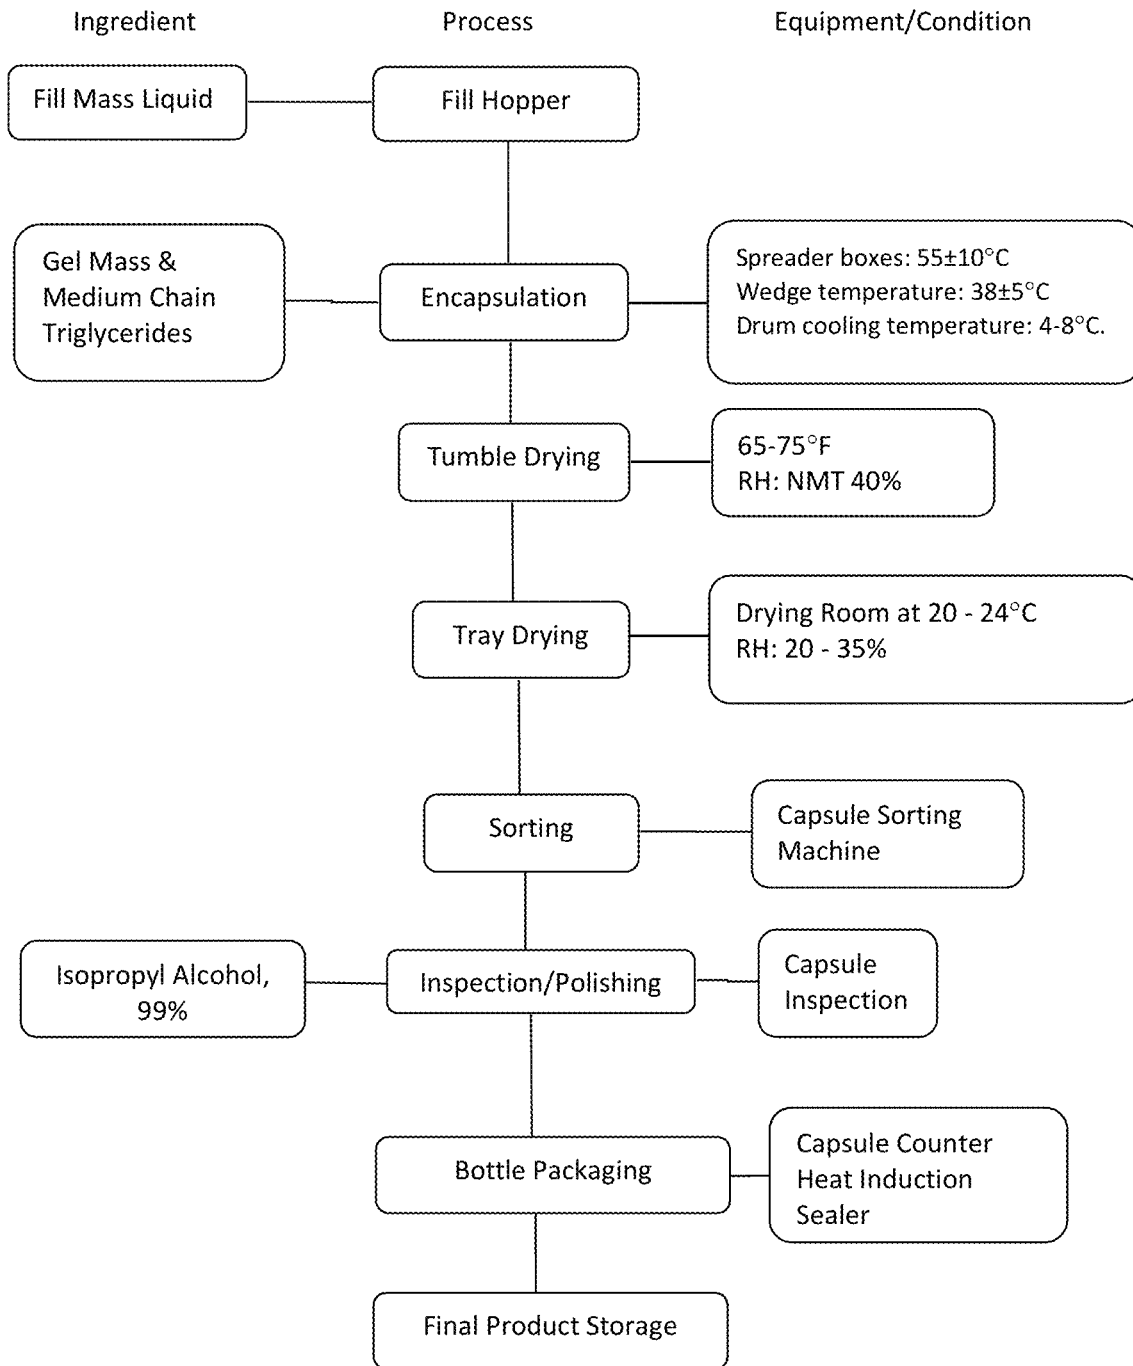 Ingredient
Process
Equipment/Condition
Fill Mass Liquid
Fill Hopper
Gel Mass &
Medium Chain
Triglycerides
Encapsulation
Spreader boxes: 55±10°C
Wedge temperature: 38±5°C
Drum cooling temperature: 4-8°C.
Tumble Drying
65-75°F
RH: NMT 40%
Tray Drying
Drying Room at 20 - 24°C
RH: 20 - 35%
Sorting
Capsule Sorting
Machine
Isopropyl Alcohol,
99%
Inspection/Polishing
Capsule
Inspection
Bottle Packaging
Capsule Counter
Heat Induction
Sealer
Final Product Storage